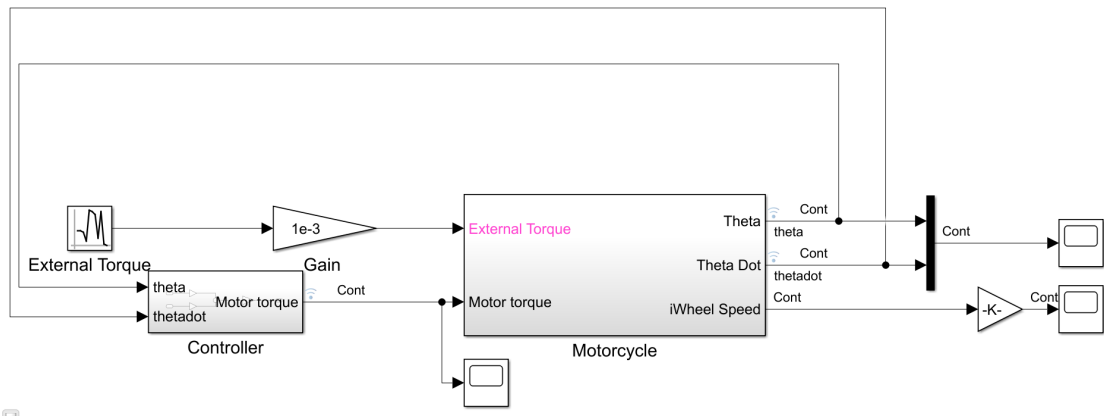 Cont
Theta
theta
1e-3
External Torque
Cont
External Torque
Gain
Cont
Theta Dot
thetadot
theta
Cont
Cont
Cont
Motor torque
Motor torque
iWheel Speed
-K-
thetadot
Controller
Motorcycle